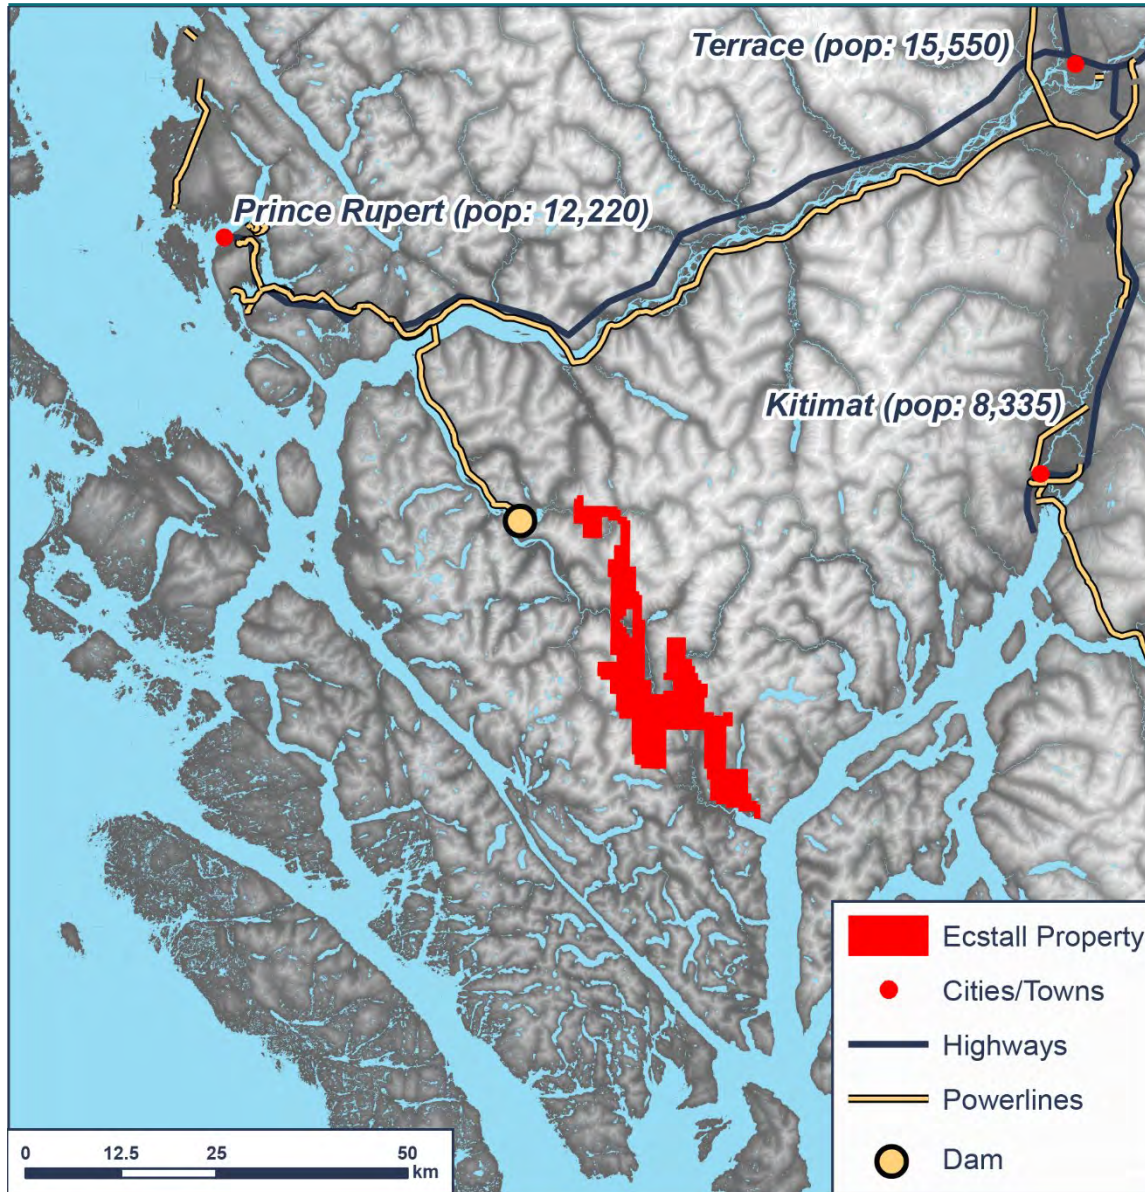 Terrace (pop: 15,550)
Prince Rupert (pop: 12,220)
Kitimat (pop: 8,335)
Ecstall Property
Cities/Towns
Highways
Powerlines
Dam
0 12.5 25 50
km